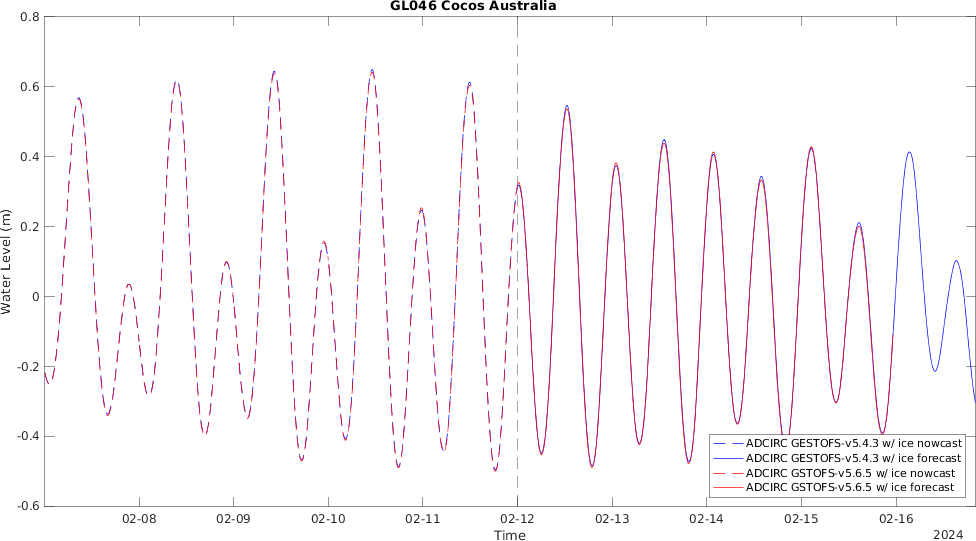 GL046 Cocos Australia
Water Level (m)
0.8
0.6
0.4
0.2
0
-0.2
-0.4
-0.6
ADCIRC GESTOFS-v5.4.3 w/ ice nowcast
ADCIRC GESTOFS-v5.4.3 w/ ice forecast
ADCIRC GSTOFS-v5.6.5 w/ ice nowcast
ADCIRC GSTOFS-v5.6.5 w/ ice forecast
02-08 02-09 02-10 02-11 02-12 02-13 02-14 02-15 02-16
Time
2024